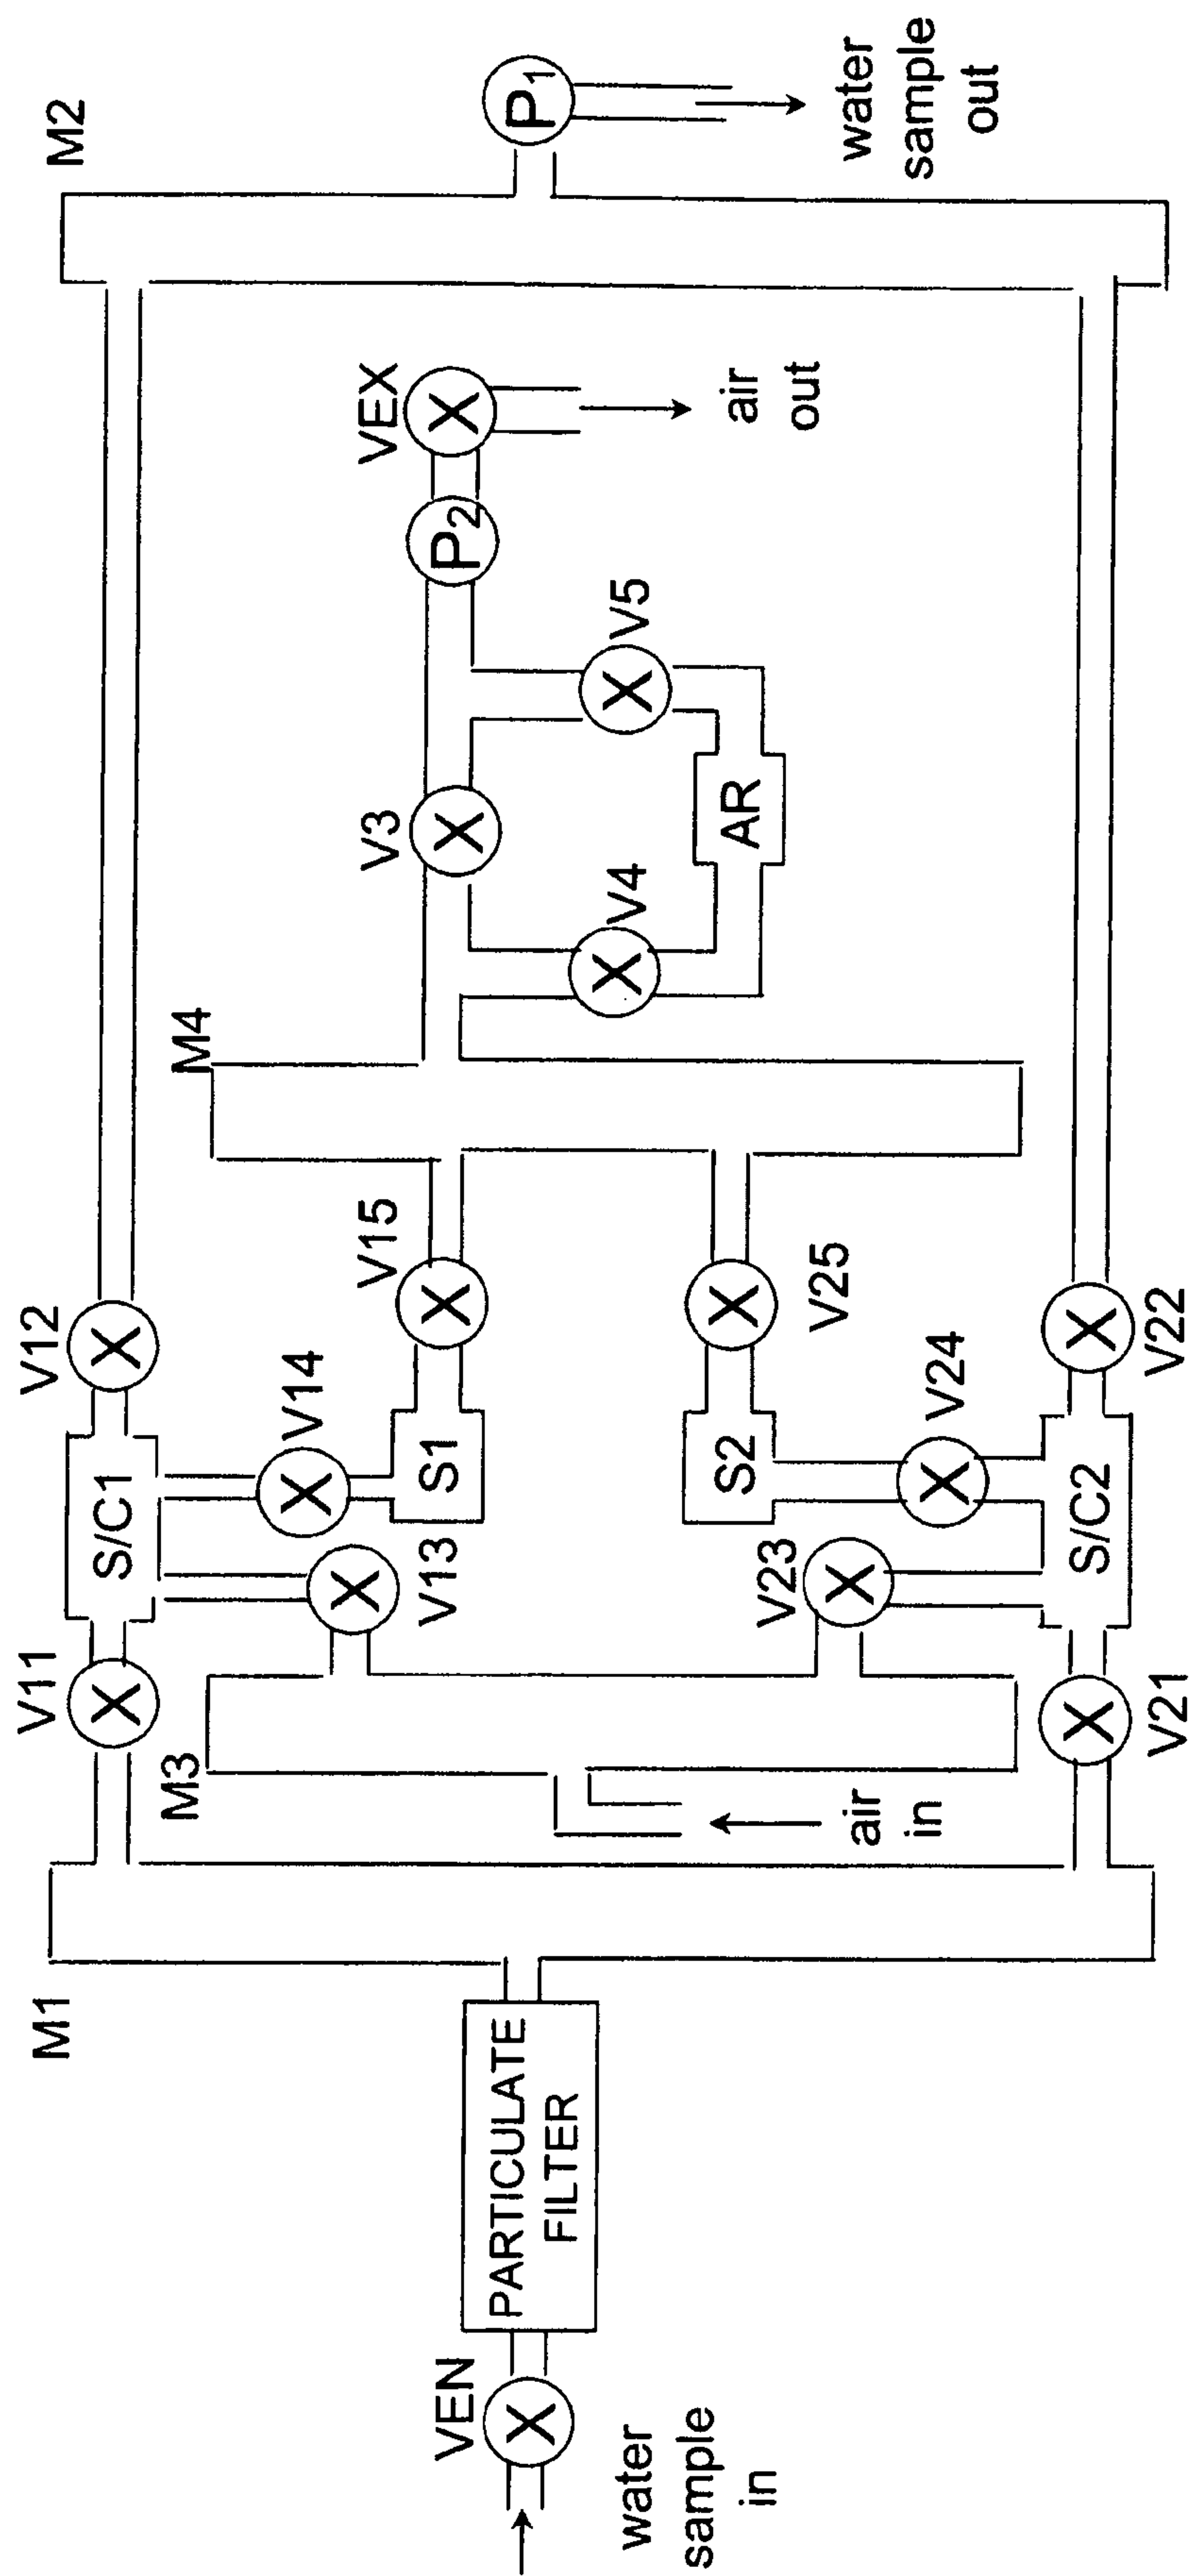 M1
M2
V11
V12
S/C1
V14
V13
M3
M4
V15
S1
V3
P2
VEX
V4
V5
AR
air
out
P1
water
sample
out
VEN
PARTICULATE
FILTER
water
sample
in
air
in
V23
S2
V25
V24
S/C2
V21
V22